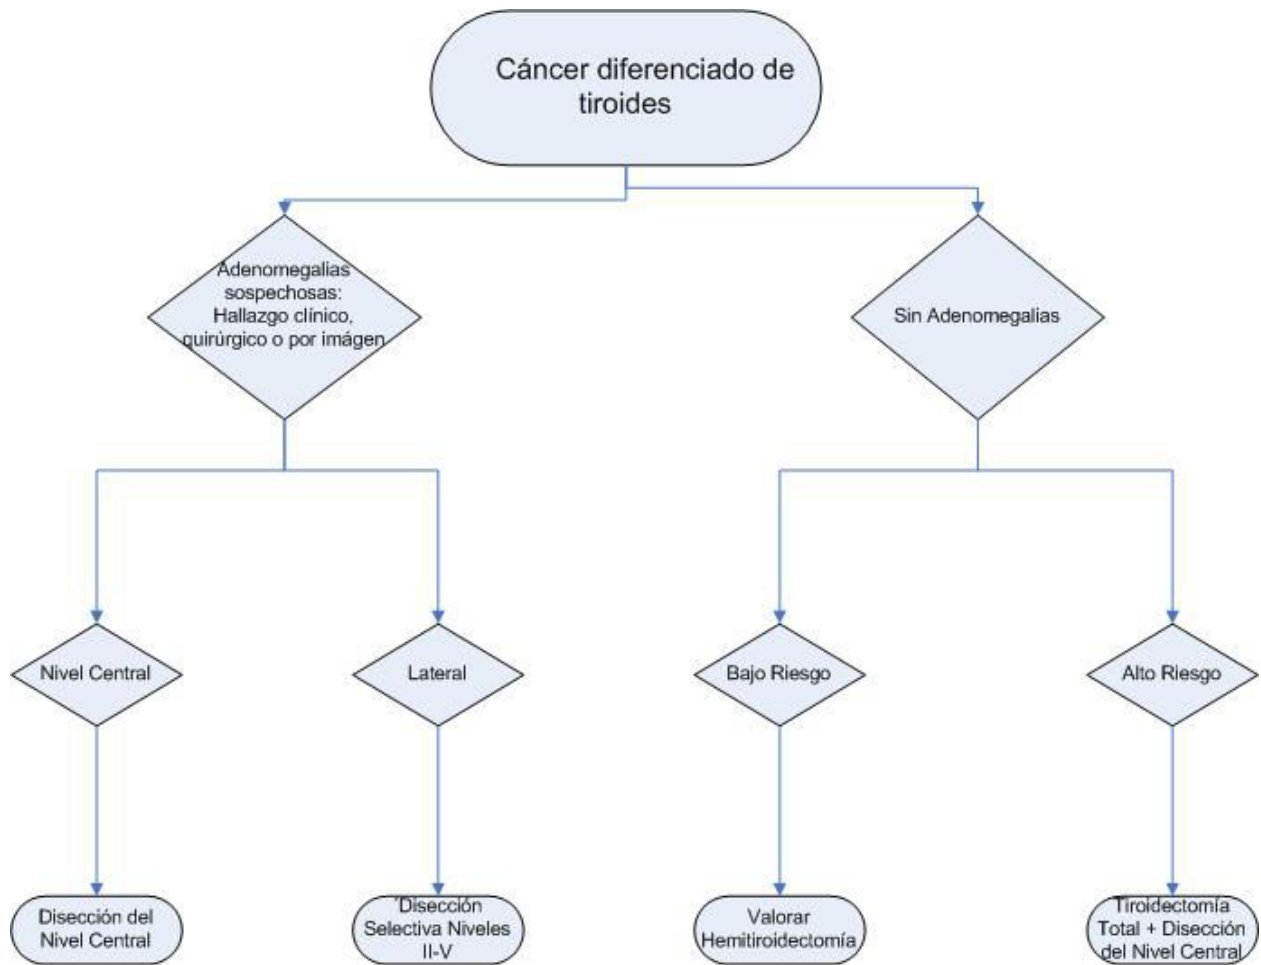 Cáncer diferenciado de
tiroides
Adenomegalias
sospechosas:
Hallazgo clínico,
quirúrgico o por imágen
Sin Adenomegalias
Nivel Central
Lateral
Bajo Riesgo
Alto Riesgo
Disección del
Nivel Central
Disección
Selectiva Niveles
II-V
Valorar
Hemitiroidectomía
Tiroidectomía
Total + Disección
del Nivel Central